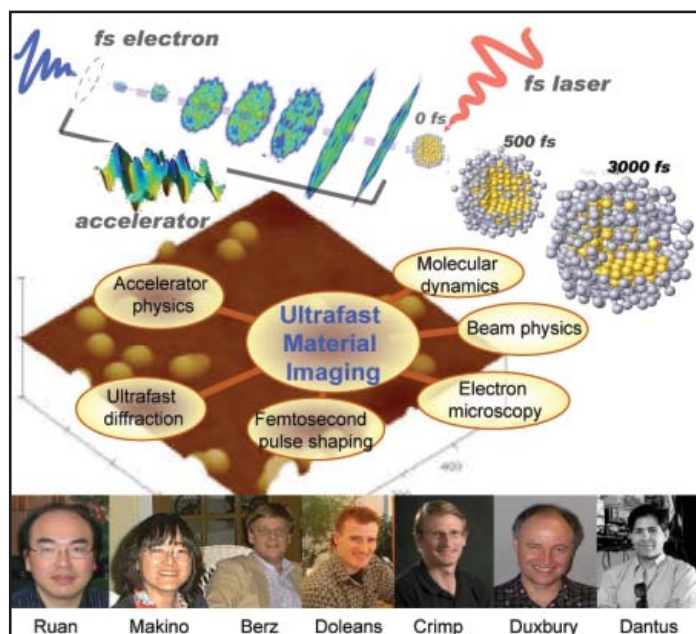 fs electron
fs laser
0 fs
500 fs
3000 fs
accelerator
Accelerator
physics
Molecular
dynamics
Ultrafast
Material
Imaging
Beam physics
Ultrafast
diffraction
Femtosecond
pulse shaping
Electron
microscopy
400
Ruan Makino Berz Doleans Crimp Duxbury Dantus